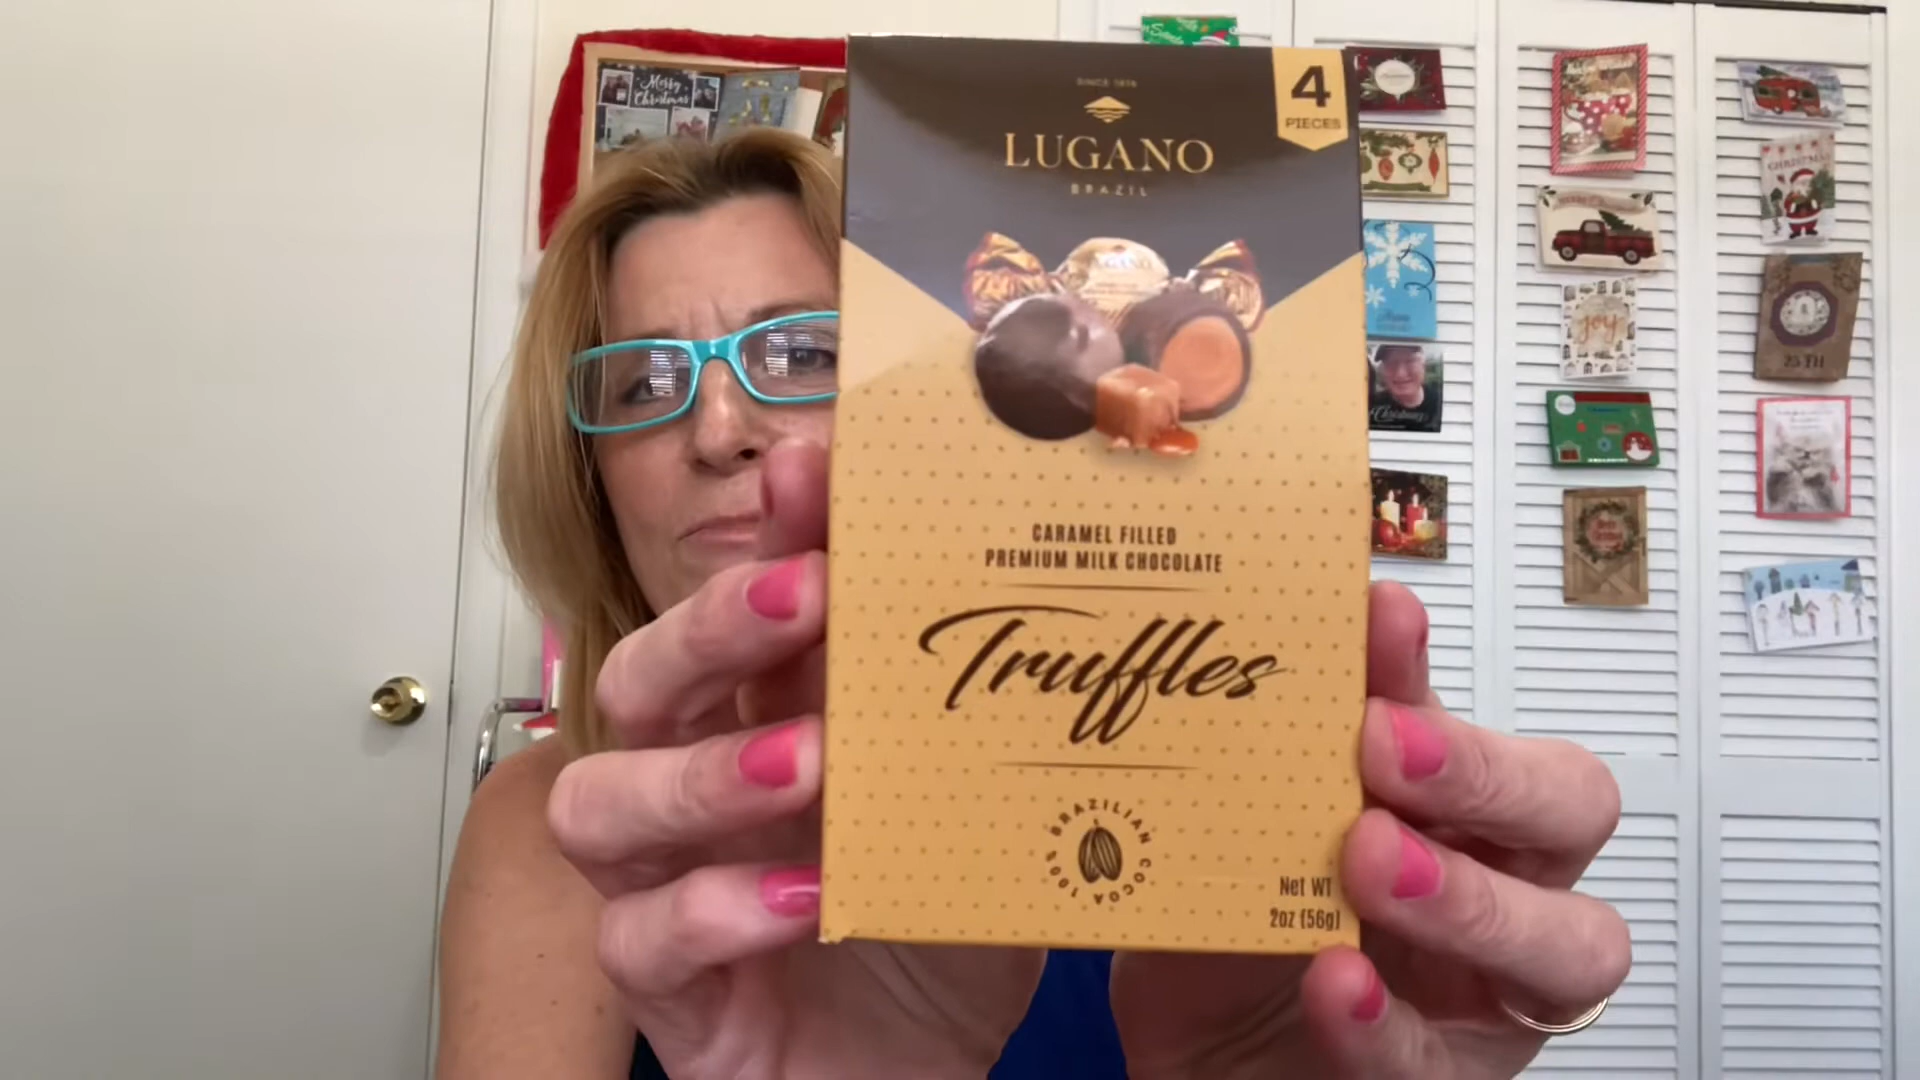 SINCE 1976
LUGANO
BRAZIL
4
PIECES
CARAMEL FILLED
PREMIUM MILK CHOCOLATE
Truffles
100% BRAZILIAN COCOA
Net WT
2oz (56g)
Merry
Christmas
CHRISTMAS
joy
25TH